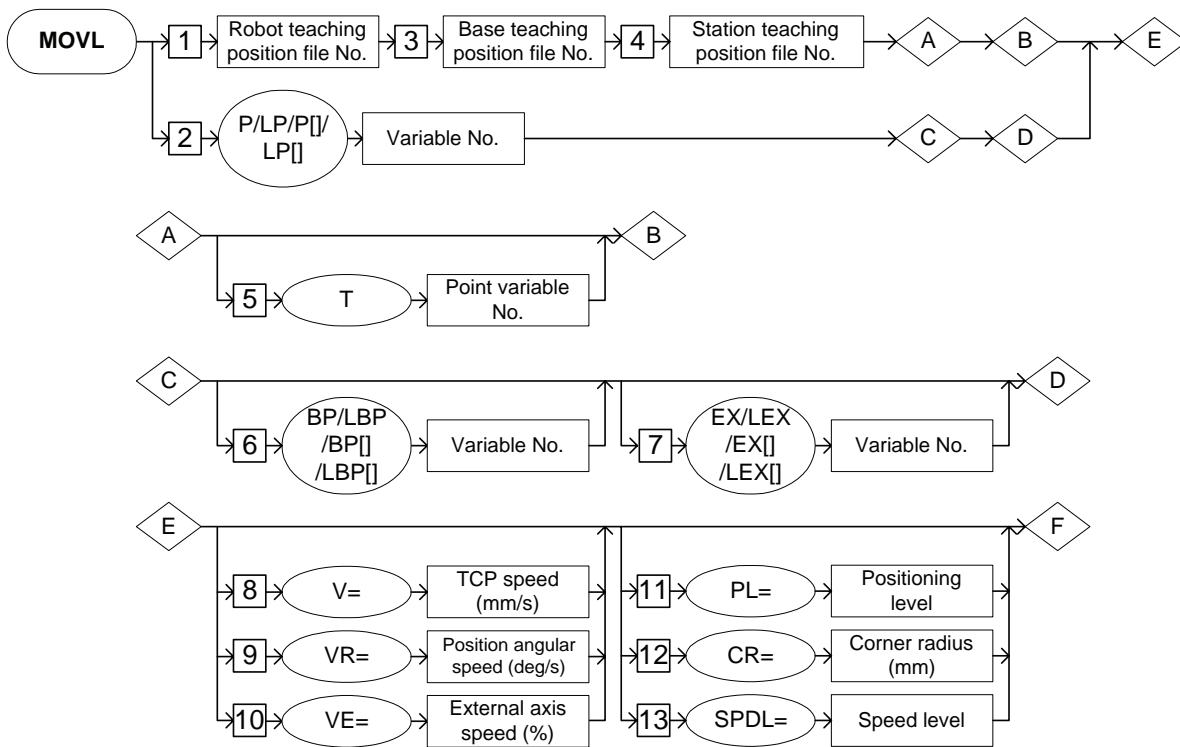 MOVL
1
Robot teaching
position file No.
3
Base teaching
position file No.
4
Station teaching
position file No.
A
B
E
2
P/LP/P[]/
LP[]
Variable No.
C
D
A
B
5
T
Point variable
No.
C
D
6
BP/LBP
/BP[]
/LBP[]
Variable No.
7
EX/LEX
/EX[]
/LEX[]
Variable No.
E
F
8
V=
TCP speed
(mm/s)
11
PL=
Positioning
level
9
VR=
Position angular
speed (deg/s)
12
CR=
Corner radius
(mm)
10
VE=
External axis
speed (%)
13
SPDL=
Speed level